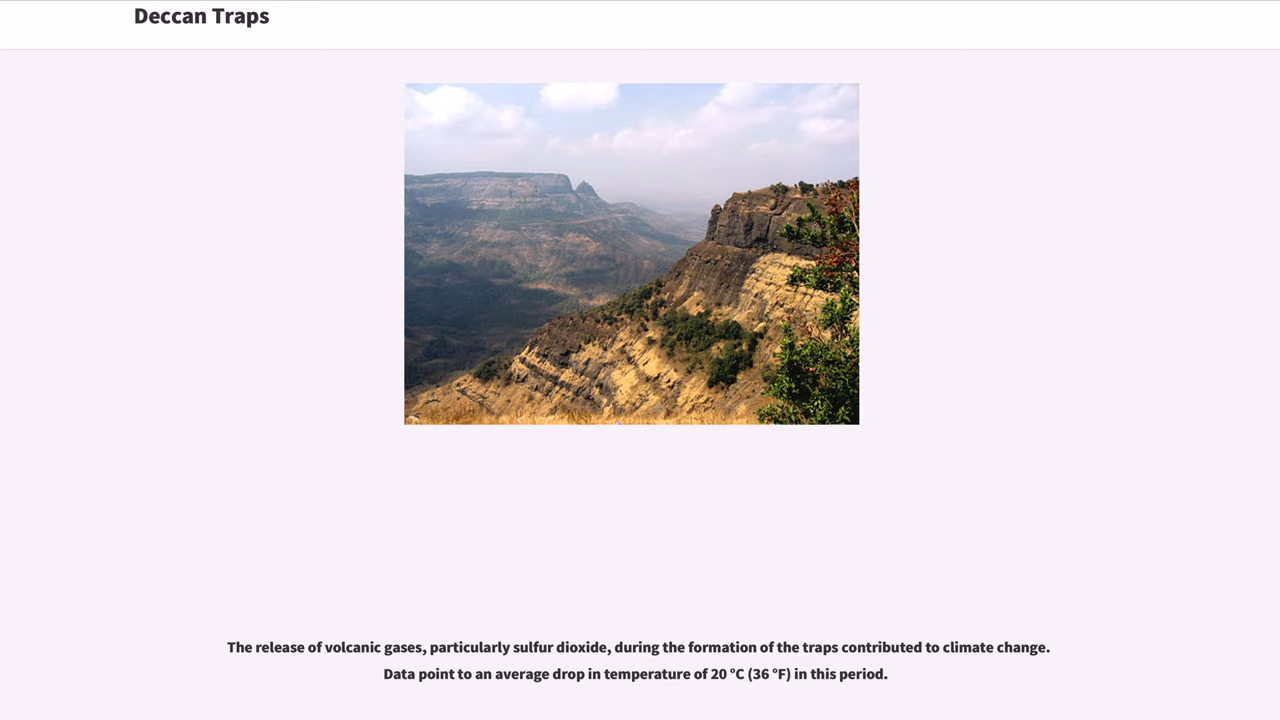 Deccan Traps
The release of volcanic gases, particularly sulfur dioxide, during the formation of the traps contributed to climate change.
Data point to an average drop in temperature of 20 °C (36 °F) in this period.